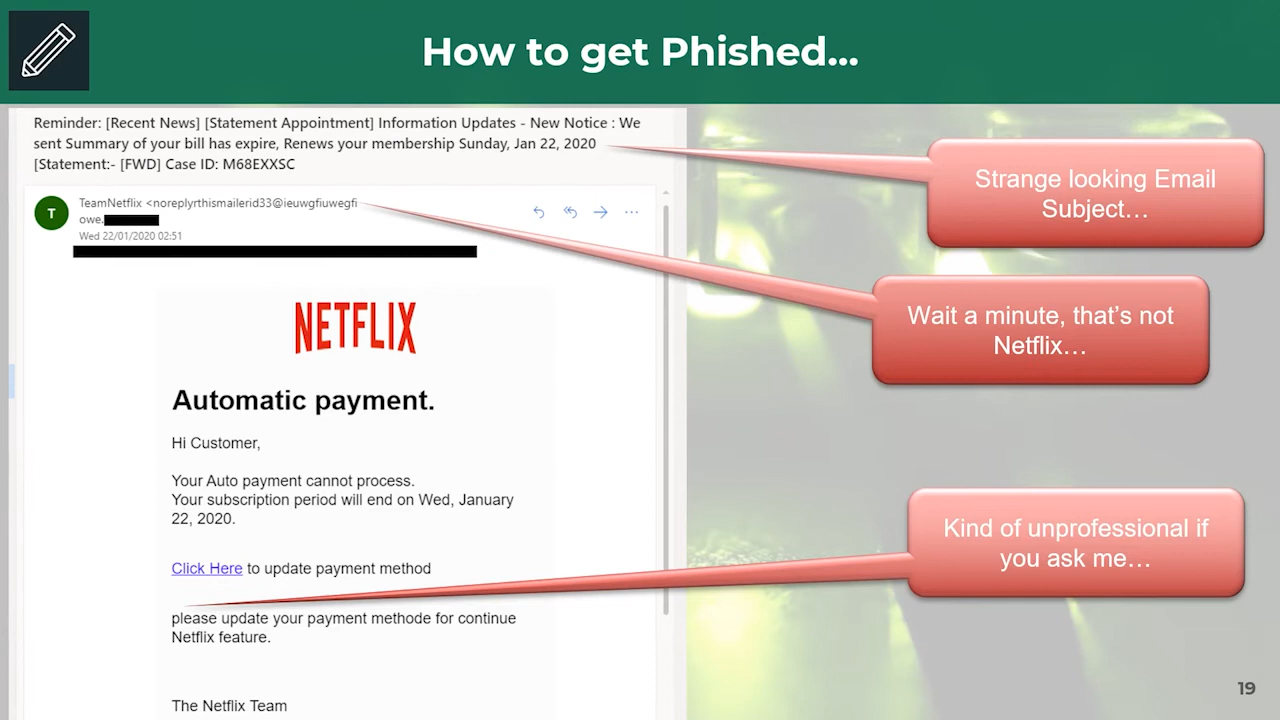 How to get Phished...
Reminder: [Recent News] [Statement Appointment] Information Updates - New Notice : We
sent Summary of your bill has expire, Renews your membership Sunday, Jan 22, 2020
[Statement:- [FWD] Case ID: M68EXXSC
T
TeamNetflix <noreplyrthismailerid33@ieuwgfiuwegfi
owe.
Wed 22/01/2020 02:51
NETFLIX
Automatic payment.
Hi Customer,
Your Auto payment cannot process.
Your subscription period will end on Wed, January
22, 2020.
Click Here to update payment method
please update your payment methode for continue
Netflix feature.
The Netflix Team
Strange looking Email
Subject...
Wait a minute, that's not
Netflix...
Kind of unprofessional if
you ask me...
19